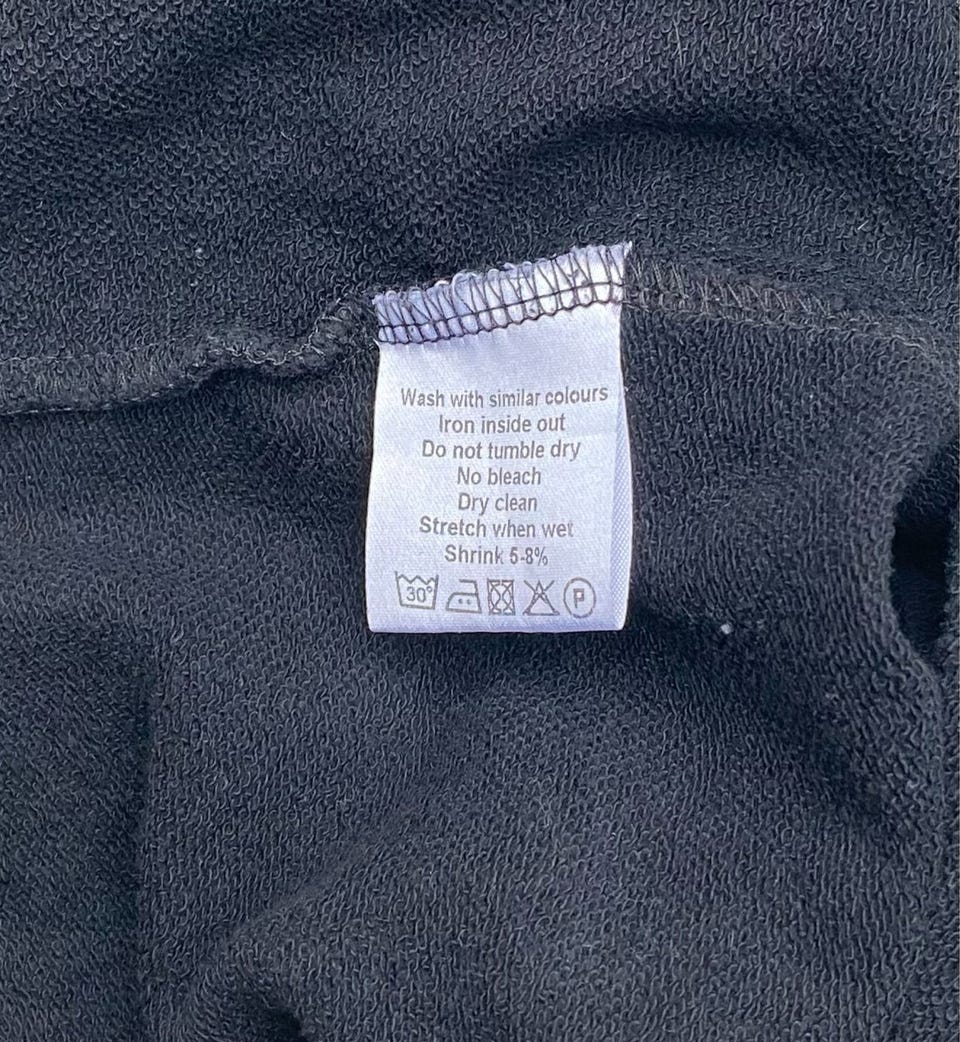 Wash with similar colours
Iron inside out
Do not tumble dry
No bleach
Dry clean
Stretch when wet
Shrink 5-8%
30° P